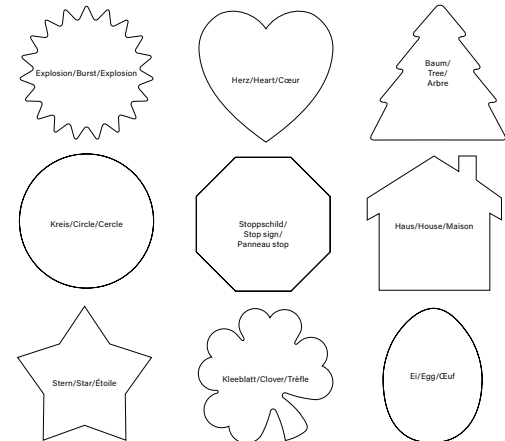 Explosion/Burst/Explosion
Herz/Heart/Cœur
Baum/
Tree/
Arbre
Kreis/Circle/Cercle
Stoppschild/
Stop sign/
Panneau stop
Haus/House/Maison
Stern/Star/Étoile
Kleeblatt/Clover/Trèfle
Ei/Egg/Œuf